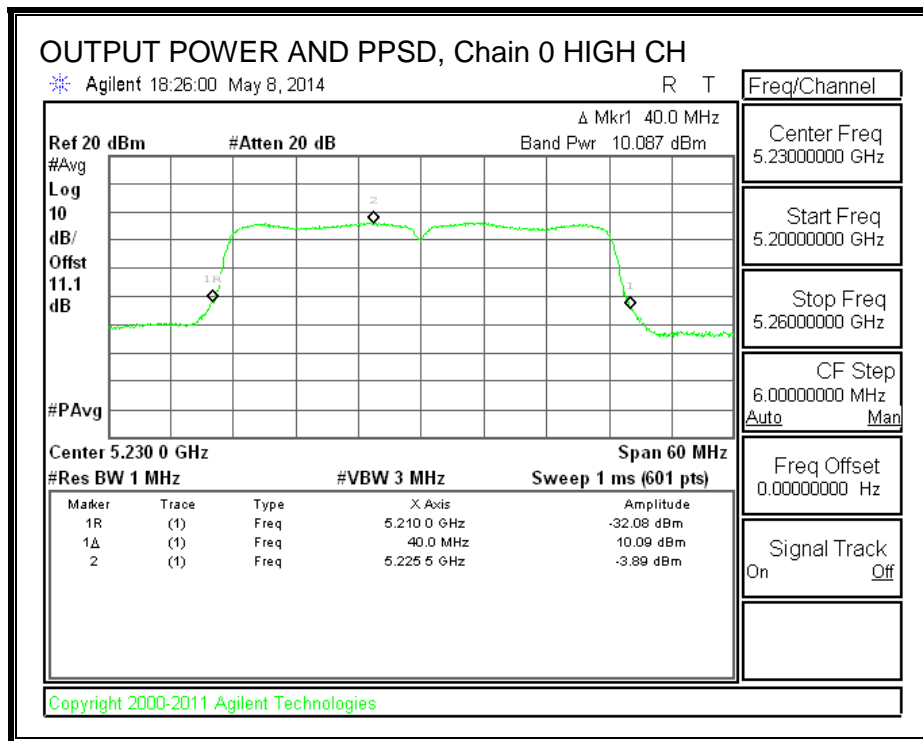 OUTPUT POWER AND PPSD, Chain 0 HIGH CH
Agilent 18:26:00 May 8, 2014 R T
Δ Mkr1 40.0 MHz
Ref 20 dBm #Atten 20 dB Band Pwr 10.087 dBm
#Avg
Log
10
dB/
Offst
11.1
dB
#PAvg
1R
2
1
Center 5.230 0 GHz Span 60 MHz
#Res BW 1 MHz #VBW 3 MHz Sweep 1 ms (601 pts)
Marker Trace Type X Axis Amplitude
1R (1) Freq 5.210 0 GHz -32.08 dBm
1Δ (1) Freq 40.0 MHz 10.09 dBm
2 (1) Freq 5.225 5 GHz -3.89 dBm
Freq/Channel
Center Freq
5.23000000 GHz
Start Freq
5.20000000 GHz
Stop Freq
5.26000000 GHz
CF Step
6.00000000 MHz
Auto Man
Freq Offset
0.00000000 Hz
Signal Track
On Off
Copyright 2000-2011 Agilent Technologies